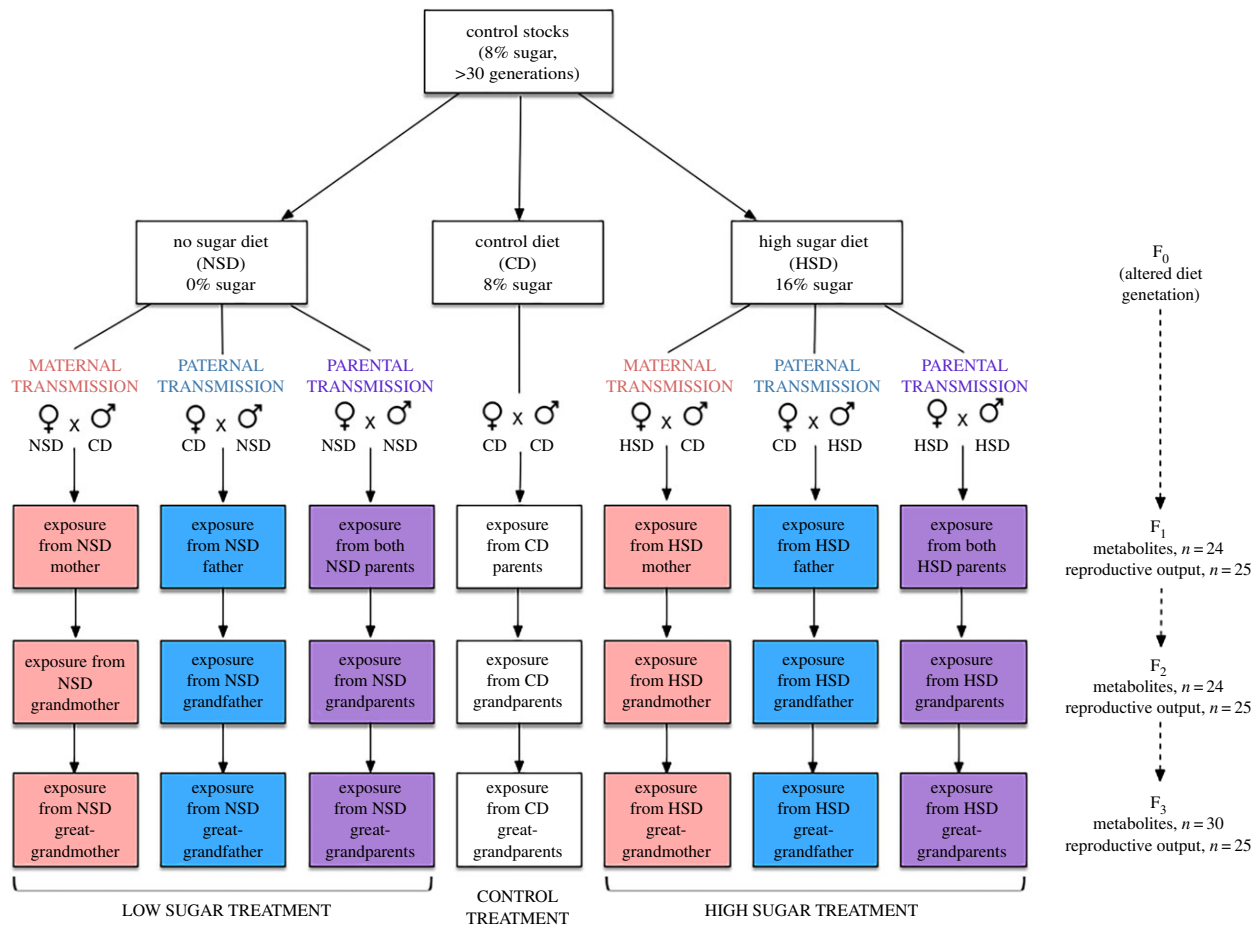 control stocks
(8% sugar,
>30 generations)
no sugar diet
(NSD)
0% sugar
control diet
(CD)
8% sugar
high sugar diet
(HSD)
16% sugar
F0
(altered diet
genetation)
MATERNAL
TRANSMISSION
♀ x ♂
NSD CD
PATERNAL
TRANSMISSION
♀ x ♂
CD NSD
PARENTAL
TRANSMISSION
♀ x ♂
NSD NSD
♀ x ♂
CD CD
MATERNAL
TRANSMISSION
♀ x ♂
HSD CD
PATERNAL
TRANSMISSION
♀ x ♂
CD HSD
PARENTAL
TRANSMISSION
♀ x ♂
HSD HSD
exposure
from NSD
mother
exposure
from NSD
father
exposure
from both
NSD parents
exposure
from CD
parents
exposure
from HSD
mother
exposure
from HSD
father
exposure
from both
HSD parents
F1
metabolites, n = 24
reproductive output, n = 25
exposure from
NSD
grandmother
exposure
from NSD
grandfather
exposure
from NSD
grandparents
exposure
from CD
grandparents
exposure
from HSD
grandmother
exposure
from HSD
grandfather
exposure
from HSD
grandparents
F2
metabolites, n = 24
reproductive output, n = 25
exposure
from NSD
great-
grandmother
exposure
from NSD
great-
grandfather
exposure
from NSD
great-
grandparents
exposure
from CD
great-
grandparents
exposure
from HSD
great-
grandmother
exposure
from HSD
great-
grandfather
exposure
from HSD
great-
grandparents
F3
metabolites, n = 30
reproductive output, n = 25
LOW SUGAR TREATMENT
CONTROL
TREATMENT
HIGH SUGAR TREATMENT